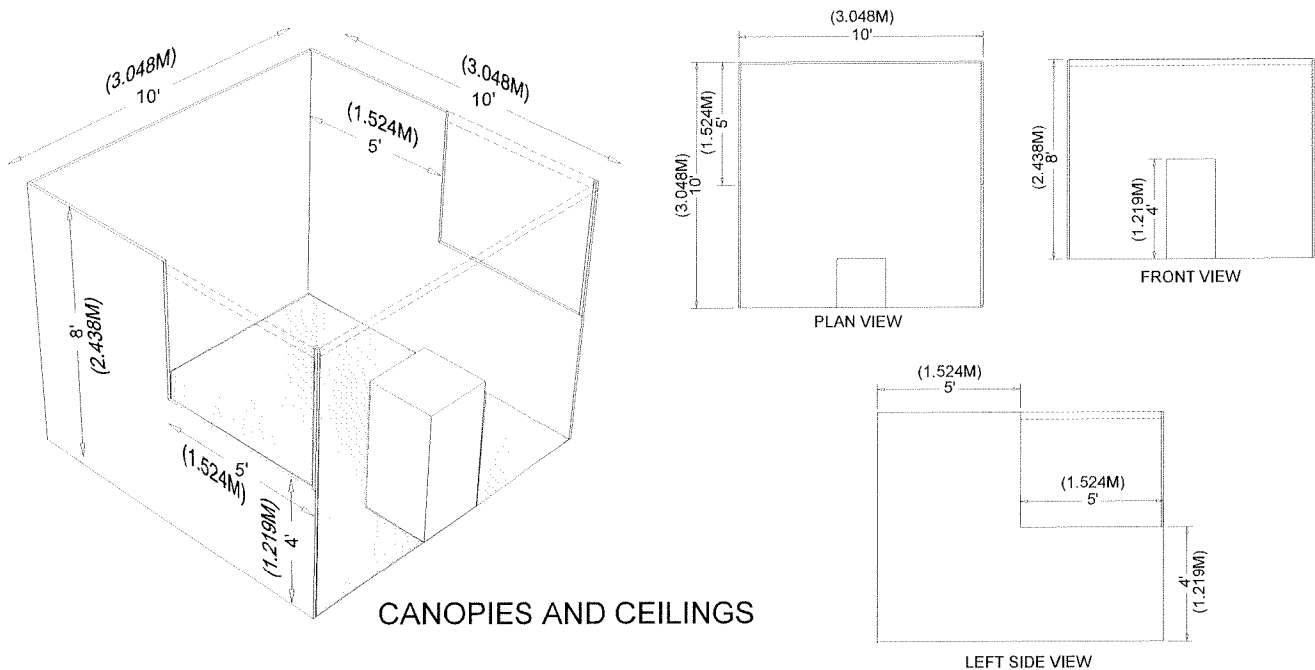 (3.048M)
10'
(3.048M)
10'
(1.524M)
5'
8'
(2.438M)
5'
(1.524M)
(1.219M)
4'
CANOPIES AND CEILINGS
(3.048M)
10'
(1.524M)
5'
(3.048M)
10'
PLAN VIEW
(2.438M)
8'
(1.219M)
4'
FRONT VIEW
(1.524M)
5'
(1.524M)
5'
4'
(1.219M)
LEFT SIDE VIEW